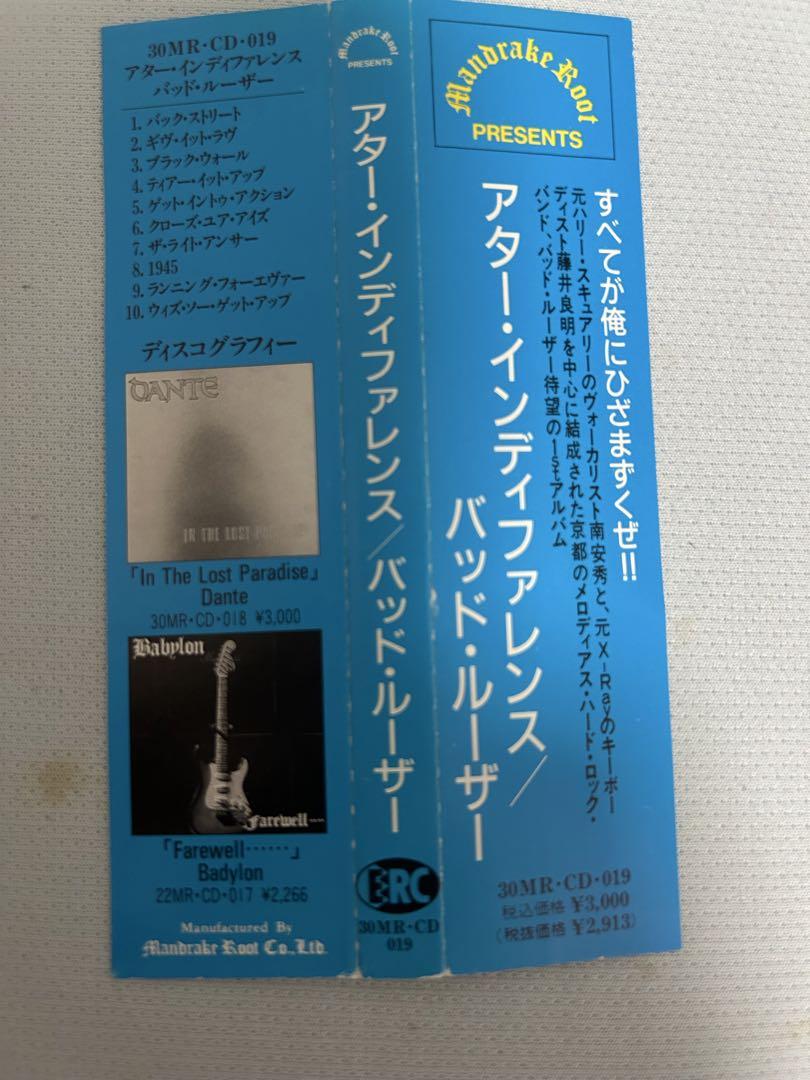 30MR・CD・019
アター・インディファレンス
バッド・ルーザー
1. バック・ストリート
2. ギヴ・イット・ラヴ
3. ブラック・ウォール
4. ティアー・イット・アップ
5. ゲット・イントゥ・アクション
6. クローズ・ユア・アイズ
7. ザ・ライト・アンサー
8. 1945
9. ランニング・フォーエヴァー
10. ウィズ・ソー・ゲット・アップ
ディスコグラフィー
DANTE
IN THE LOST
「In The Lost Paradise」
Dante
30MR・CD・018 ¥3,000
Babylon
Farewell
「Farewell……」
Badylon
22MR・CD・017 ¥2,266
Manufactured By
Mandrake Root Co., Ltd.
Mandrake Root
PRESENTS
アター・インディファレンス/バッド・ルーザー
ERC
30MR・CD
019
Mandrake Root
PRESENTS
すべてが俺にひざまずくぜ!!
元ハリー・スキュアリーのヴォーカリスト南安秀と、元X-Rayのキーボー
ディスト藤井良明を中心に結成された京都のメロディアス・ハード・ロック・
バンド、バッド・ルーザー待望の1stアルバム
アター・インディファレンス/
バッド・ルーザー
30MR・CD・019
税込価格 ¥3,000
(税抜価格 ¥2,913)